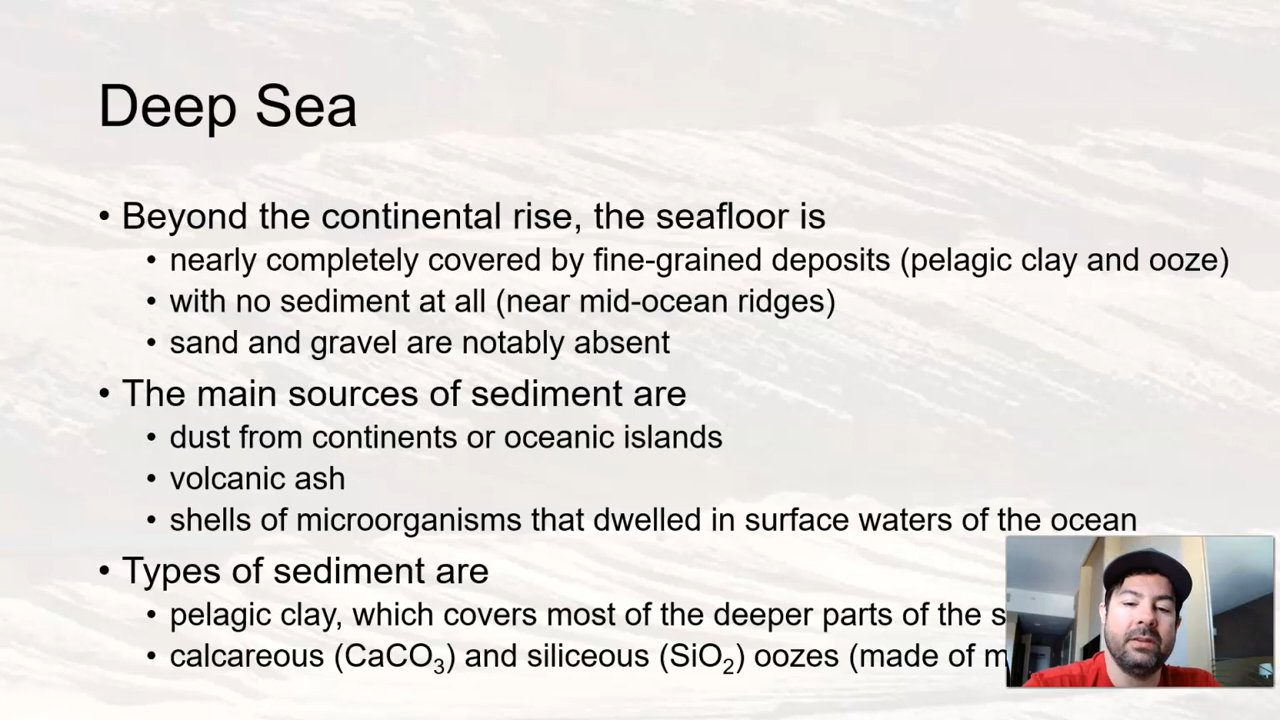 Deep Sea
• Beyond the continental rise, the seafloor is
• nearly completely covered by fine-grained deposits (pelagic clay and ooze)
• with no sediment at all (near mid-ocean ridges)
• sand and gravel are notably absent
• The main sources of sediment are
• dust from continents or oceanic islands
• volcanic ash
• shells of microorganisms that dwelled in surface waters of the ocean
• Types of sediment are
• pelagic clay, which covers most of the deeper parts of the
• calcareous (CaCO₃) and siliceous (SiO₂) oozes (made of